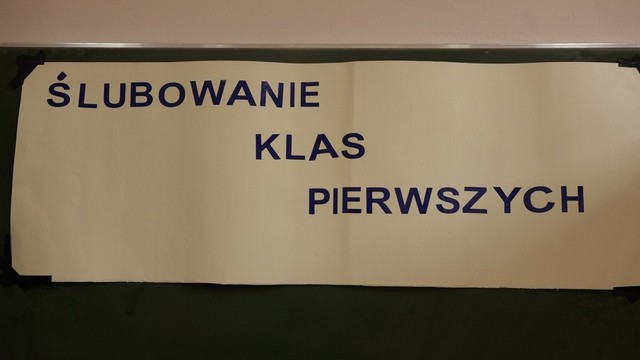 ŚLUBOWANIE
KLAS
PIERWSZYCH